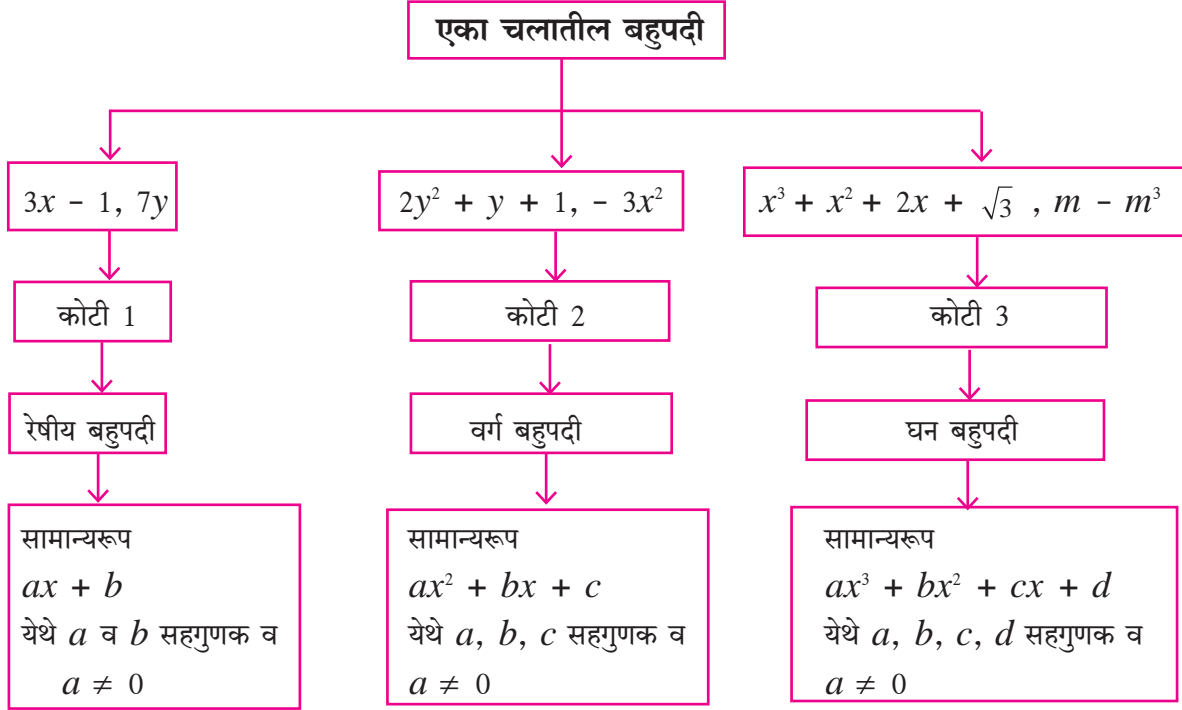 एका चलातील बहुपदी
3x - 1, 7y
2y² + y + 1, - 3x²
x³ + x² + 2x + √3 , m - m³
कोटी 1
कोटी 2
कोटी 3
रेषीय बहुपदी
वर्ग बहुपदी
घन बहुपदी
सामान्यरूप
ax + b
येथे a व b सहगुणक व
a ≠ 0
सामान्यरूप
ax² + bx + c
येथे a, b, c सहगुणक व
a ≠ 0
सामान्यरूप
ax³ + bx² + cx + d
येथे a, b, c, d सहगुणक व
a ≠ 0